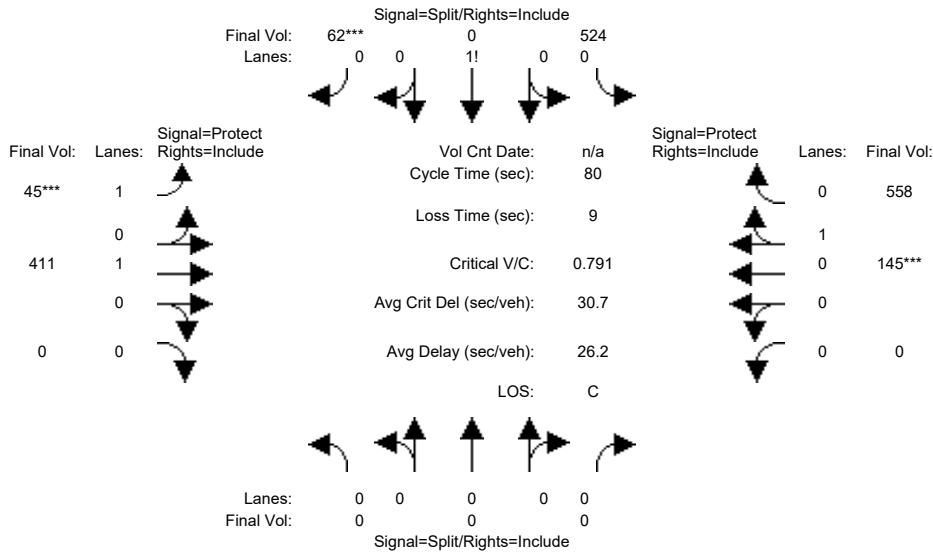 Signal=Split/Rights=Include
Final Vol: 62*** 0 524
Lanes: 0 0 1! 0 0
Signal=Protect
Final Vol: Lanes: Rights=Include
Vol Cnt Date: n/a
Signal=Protect
Rights=Include Lanes: Final Vol:
Cycle Time (sec): 80
45*** 1
0 558
Loss Time (sec): 9
0
1
411 1
Critical V/C: 0.791
0 145***
0
Avg Crit Del (sec/veh): 30.7
0
0 0
Avg Delay (sec/veh): 26.2
0 0
LOS: C
Lanes: 0 0 0 0 0
Final Vol: 0 0 0
Signal=Split/Rights=Include